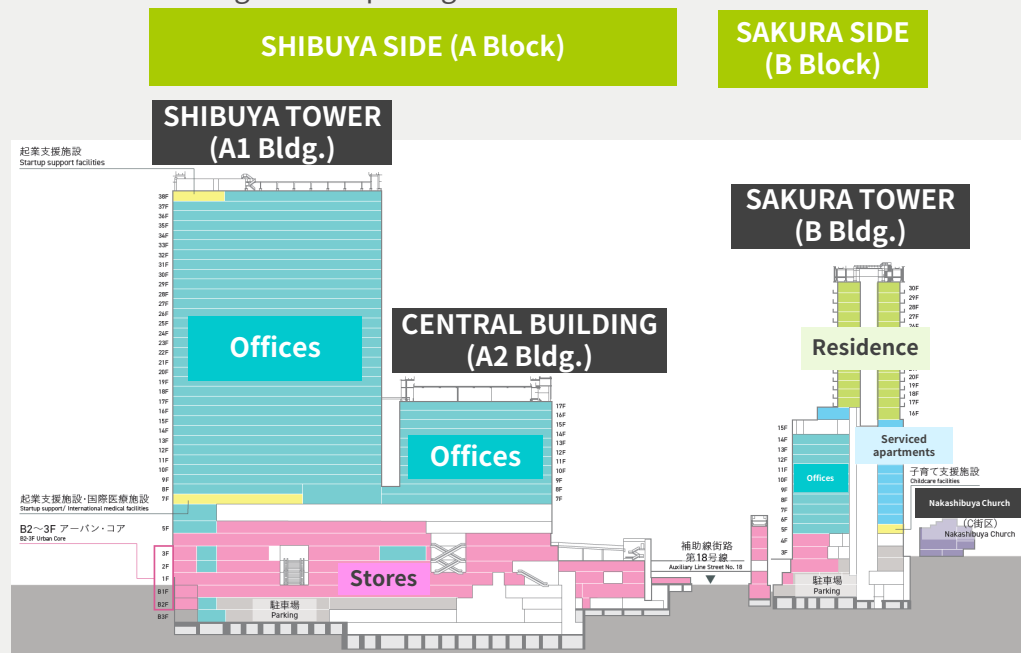 SHIBUYA SIDE (A Block)
SAKURA SIDE
(B Block)
SHIBUYA TOWER
(A1 Bldg.)
起業支援施設
Startup support facilities
38F
37F
36F
35F
34F
33F
32F
31F
30F
29F
28F
27F
26F
25F
24F
23F
22F
21F
20F
19F
18F
17F
16F
15F
14F
13F
12F
11F
10F
9F
8F
7F
5F
3F
2F
1F
B1F
B2F
B3F
Offices
起業支援施設・国際医療施設
Startup support/ International medical facilities
B2〜3F アーバン・コア
B2-3F Urban Core
CENTRAL BUILDING
(A2 Bldg.)
Offices
17F
16F
15F
14F
13F
12F
11F
10F
9F
8F
7F
Stores
駐車場
Parking
補助線街路
第18号線
Auxiliary Line Street No. 18
SAKURA TOWER
(B Bldg.)
30F
29F
28F
27F
Residence
20F
19F
18F
17F
16F
15F
14F
13F
12F
11F
10F
9F
8F
7F
6F
5F
4F
3F
Offices
Serviced
apartments
子育て支援施設
Childcare facilities
Nakashibuya Church
(C街区)
Nakashibuya Church
駐車場
Parking